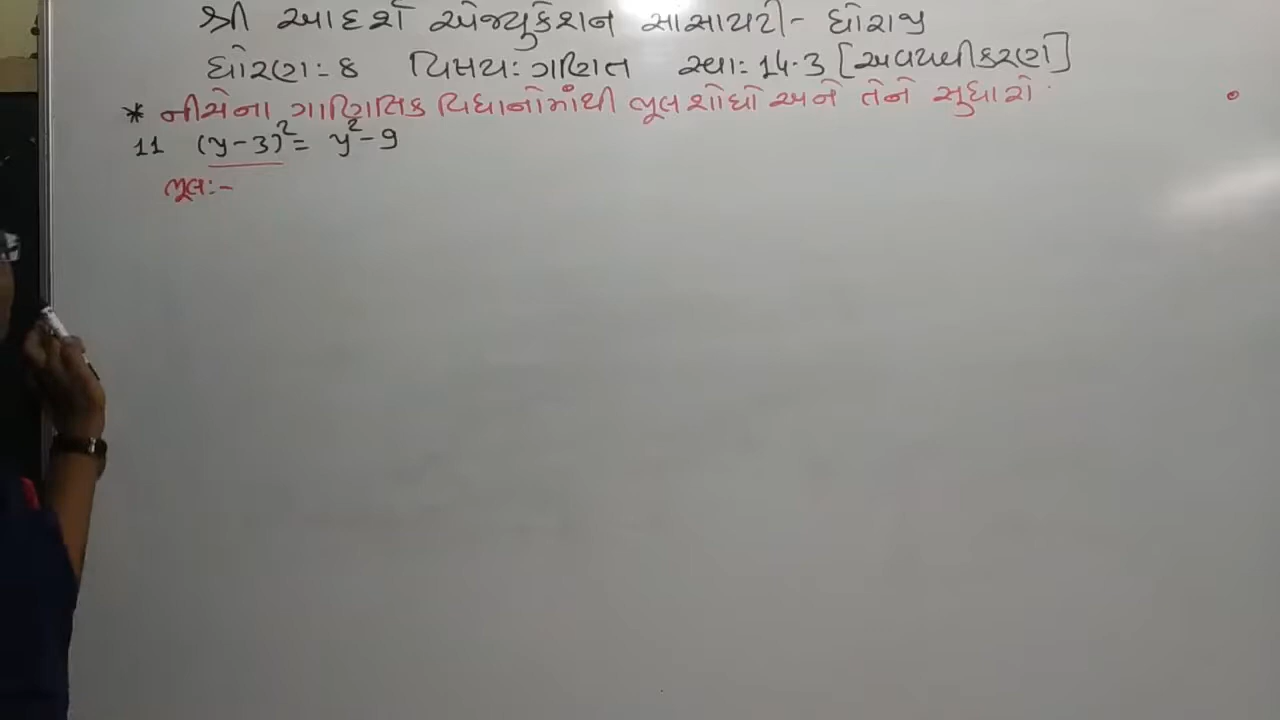 શ્રી આદર્શ એજ્યુકેશન સોસાયટી - ધોરાજી
ધોરણ: 8 વિષય: ગણિત સ્વા: 14.3 [અવયવીકરણ]
* નીચેના ગાણિતિક વિધાનોમાંથી ભૂલ શોધો અને તેને સુધારો.
11 (y-3)² = y² - 9
ભૂલ:-